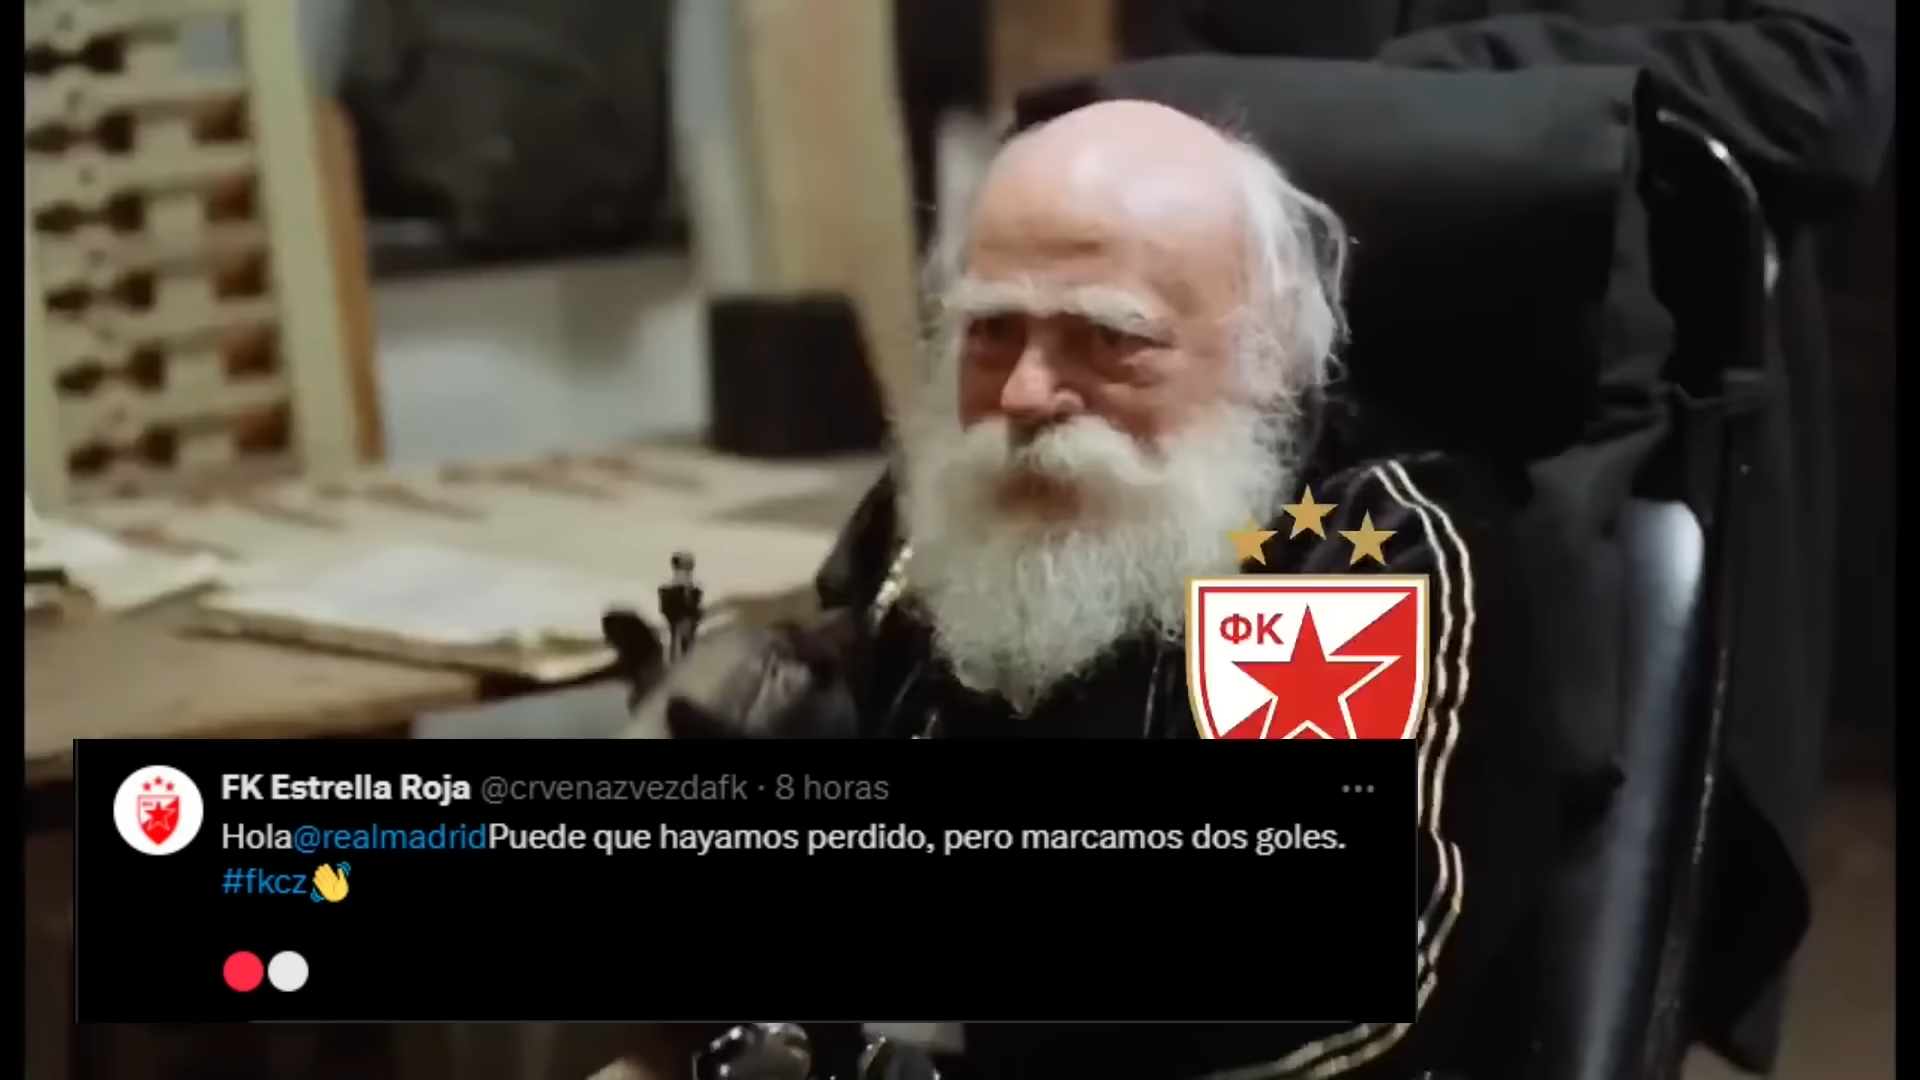 ФК
FK Estrella Roja @crvenazvezdafk · 8 horas
Hola@realmadridPuede que hayamos perdido, pero marcamos dos goles.
#fkcz👋